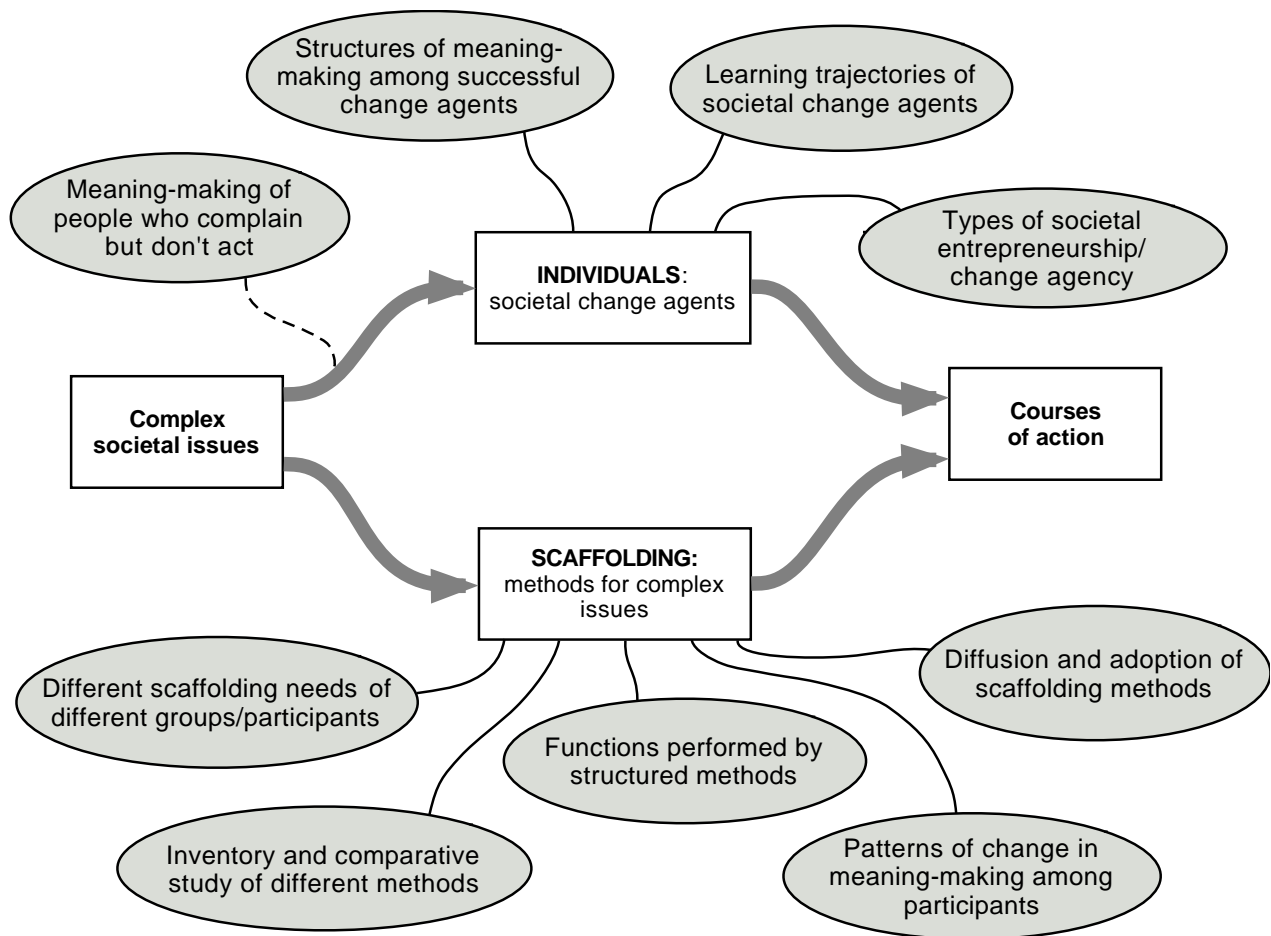 Structures of meaning-
making among successful
change agents
Learning trajectories of
societal change agents
Meaning-making of
people who complain
but don't act
Types of societal
entrepreneurship/
change agency
INDIVIDUALS:
societal change agents
Complex
societal issues
Courses
of action
SCAFFOLDING:
methods for complex
issues
Different scaffolding needs of
different groups/participants
Diffusion and adoption of
scaffolding methods
Functions performed by
structured methods
Inventory and comparative
study of different methods
Patterns of change in
meaning-making among
participants